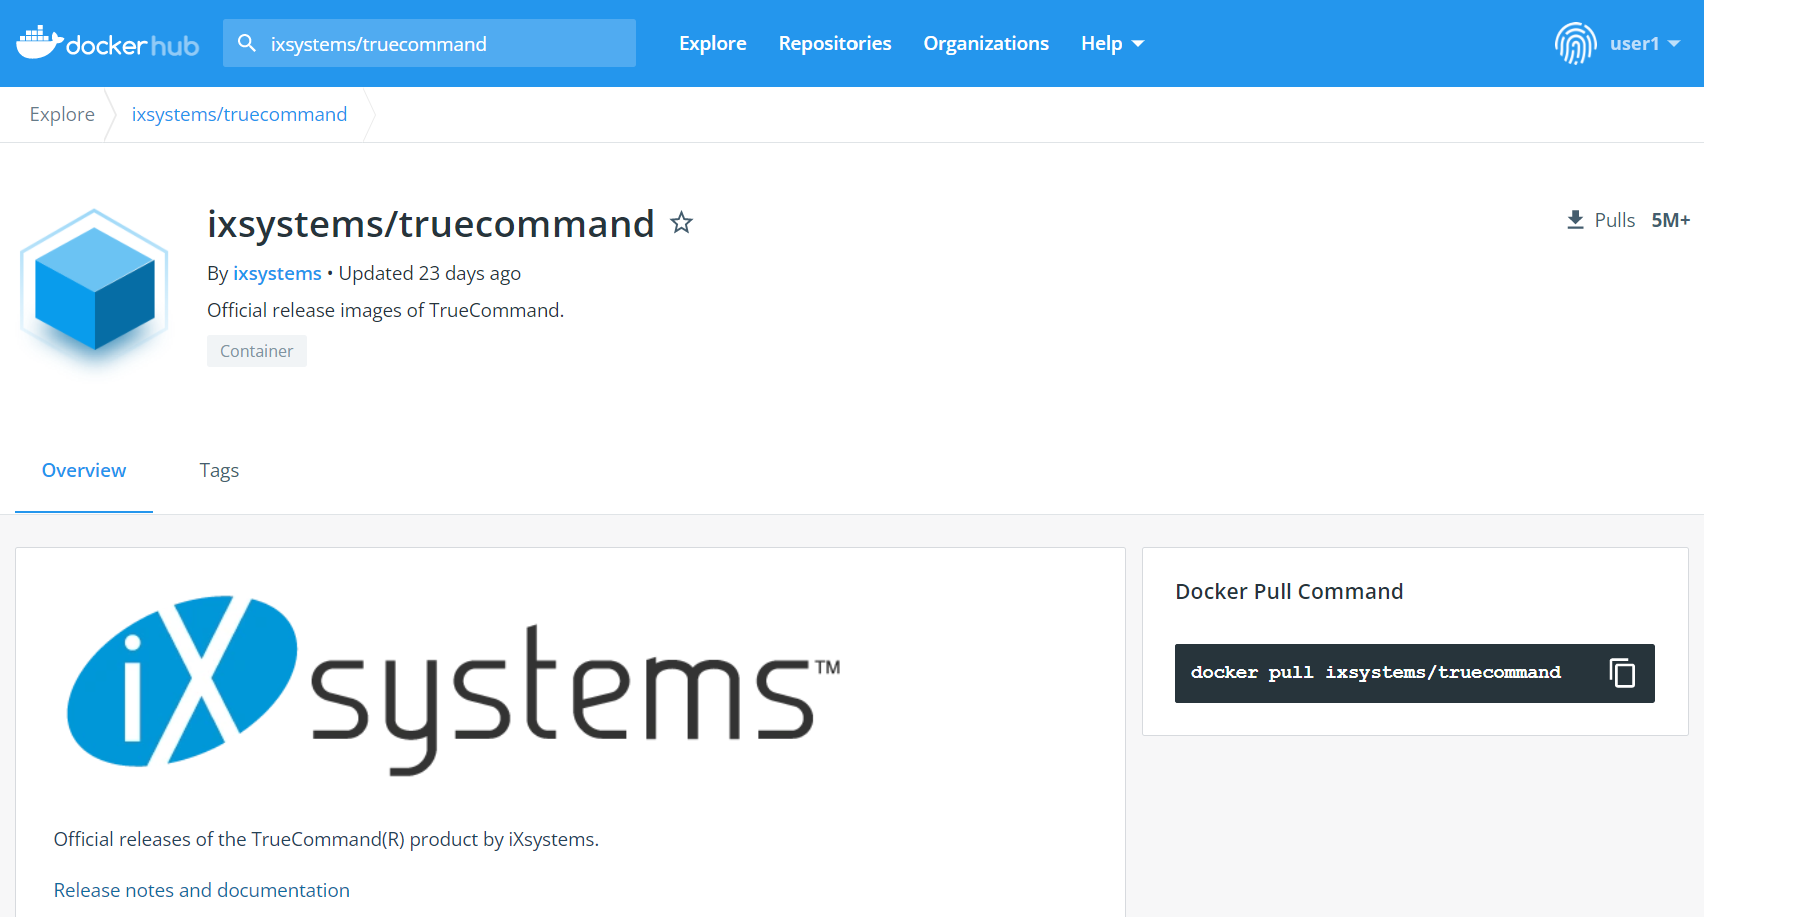 docker hub
ixsystems/truecommand
Explore
Repositories
Organizations
Help
user1
Explore
ixsystems/truecommand
ixsystems/truecommand
Pulls 5M+
By ixsystems • Updated 23 days ago
Official release images of TrueCommand.
Container
Overview
Tags
iXsystems™
Docker Pull Command
docker pull ixsystems/truecommand
Official releases of the TrueCommand(R) product by iXsystems.
Release notes and documentation